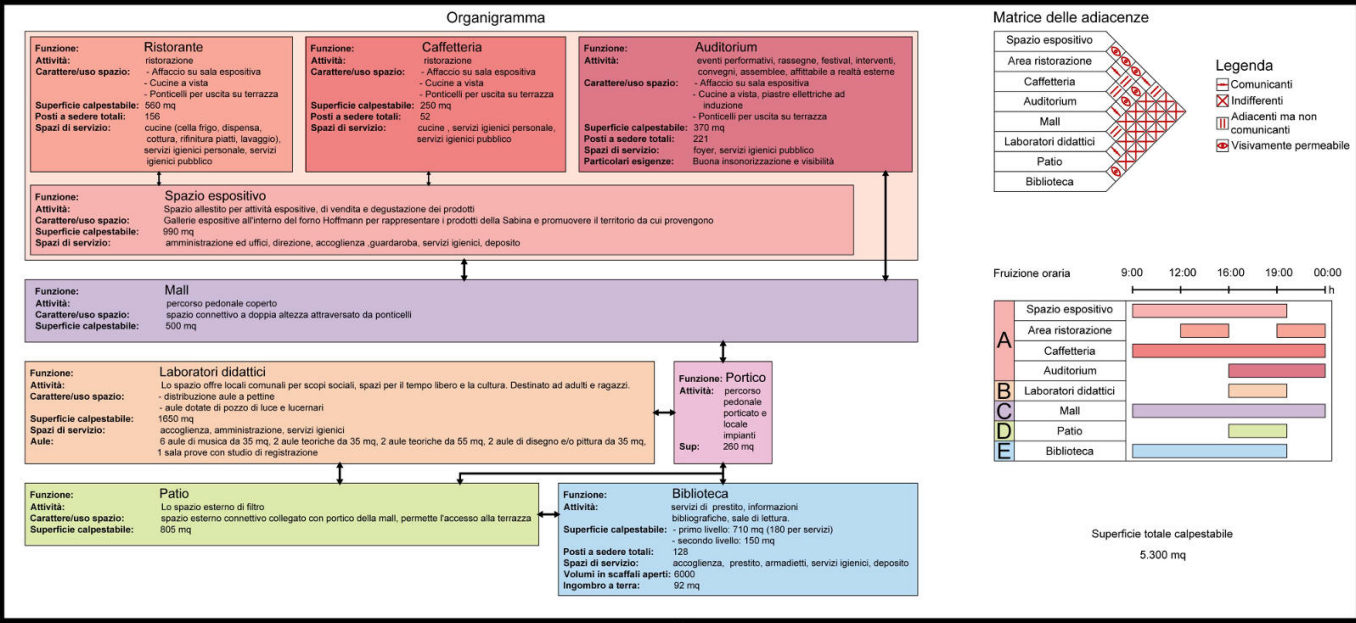 Organigramma
Funzione: Ristorante
Attività: ristorazione
Carattere/uso spazio: - Affaccio su sala espositiva
- Cucine a vista
- Ponticelli per uscita su terrazza
Superficie calpestabile: 560 mq
Posti a sedere totali: 156
Spazi di servizio: cucine (cella frigo, dispensa,
cottura, rifinitura piatti, lavaggio),
servizi igienici personale, servizi
igienici pubblico
Funzione: Caffetteria
Attività: ristorazione
Carattere/uso spazio: - Affaccio su sala espositiva
- Cucine a vista
- Ponticelli per uscita su terrazza
Superficie calpestabile: 250 mq
Posti a sedere totali: 52
Spazi di servizio: cucine , servizi igienici personale,
servizi igienici pubblico
Funzione: Auditorium
Attività: eventi performativi, rassegne, festival, interventi,
convegni, assemblee, affittabile a realtà esterne
Carattere/uso spazio: - Affaccio su sala espositiva
- Cucine a vista, piastre ellettriche ad
induzione
- Ponticelli per uscita su terrazza
Superficie calpestabile: 370 mq
Posti a sedere totali: 221
Spazi di servizio: foyer, servizi igienici pubblico
Particolari esigenze: Buona insonorizzazione e visibilità
Funzione: Spazio espositivo
Attività: Spazio allestito per attività espositive, di vendita e degustazione dei prodotti
Carattere/uso spazio: Gallerie espositive all'interno del forno Hoffmann per rappresentare i prodotti della Sabina e promuovere il territorio da cui provengono
Superficie calpestabile: 990 mq
Spazi di servizio: amministrazione ed uffici, direzione, accoglienza ,guardaroba, servizi igienici, deposito
Funzione: Mall
Attività: percorso pedonale coperto
Carattere/uso spazio: spazio connettivo a doppia altezza attraversato da ponticelli
Superficie calpestabile: 500 mq
Funzione: Laboratori didattici
Attività: Lo spazio offre locali comunali per scopi sociali, spazi per il tempo libero e la cultura. Destinato ad adulti e ragazzi.
Carattere/uso spazio: - distribuzione aule a pettine
- aule dotate di pozzo di luce e lucernari
Superficie calpestabile: 1650 mq
Spazi di servizio: accoglienza, amministrazione, servizi igienici
Aule: 6 aule di musica da 35 mq, 2 aule teoriche da 35 mq, 2 aule teoriche da 55 mq, 2 aule di disegno e/o pittura da 35 mq,
1 sala prove con studio di registrazione
Funzione: Portico
Attività: percorso
pedonale
porticato e
locale
impianti
Sup: 260 mq
Funzione: Patio
Attività: Lo spazio esterno di filtro
Carattere/uso spazio: spazio esterno connettivo collegato con portico della mall, permette l'accesso alla terrazza
Superficie calpestabile: 805 mq
Funzione: Biblioteca
Attività: servizi di prestito, informazioni
bibliografiche, sale di lettura.
Superficie calpestabile: - primo livello: 710 mq (180 per servizi)
- secondo livello: 150 mq
Posti a sedere totali: 128
Spazi di servizio: accoglienza, prestito, armadietti, servizi igienici, deposito
Volumi in scaffali aperti: 6000
Ingombro a terra: 92 mq
Matrice delle adiacenze
Spazio espositivo
Area ristorazione
Caffetteria
Auditorium
Mall
Laboratori didattici
Patio
Biblioteca
Legenda
Comunicanti
Indifferenti
Adiacenti ma non
comunicanti
Visivamente permeabile
Fruizione oraria 9:00 12:00 16:00 19:00 00:00
h
A
Spazio espositivo
Area ristorazione
Caffetteria
Auditorium
B Laboratori didattici
C Mall
D Patio
E Biblioteca
Superficie totale calpestabile
5.300 mq